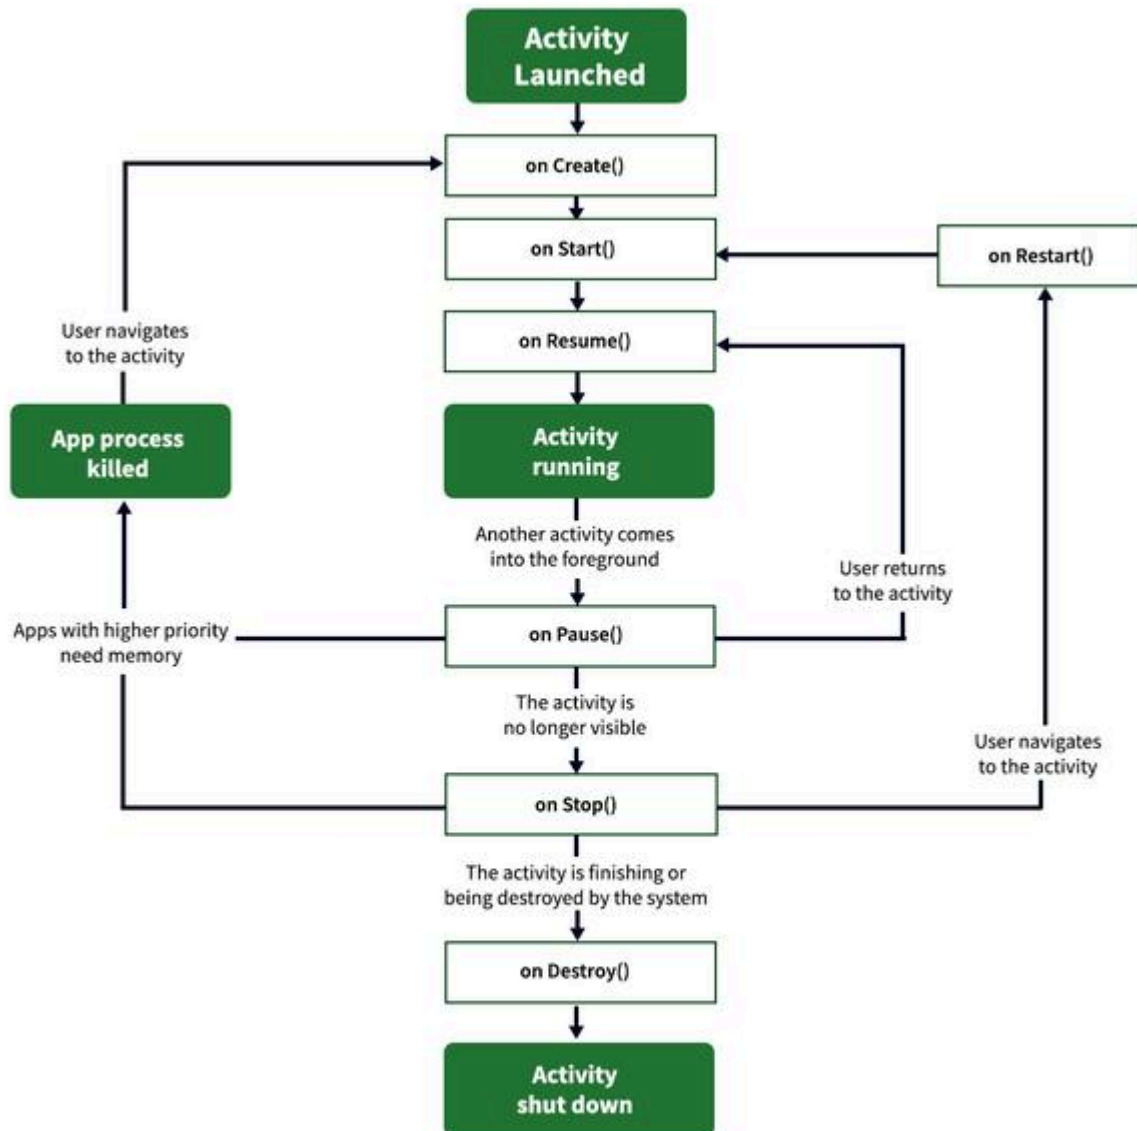 Activity
Launched
on Create()
on Start()
on Restart()
on Resume()
User navigates
to the activity
App process
killed
Activity
running
Another activity comes
into the foreground
User returns
to the activity
Apps with higher priority
need memory
on Pause()
The activity is
no longer visible
User navigates
to the activity
on Stop()
The activity is finishing or
being destroyed by the system
on Destroy()
Activity
shut down